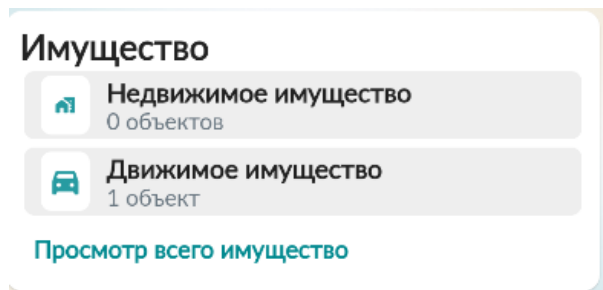 Имущество
Недвижимое имущество
0 объектов
Движимое имущество
1 объект
Просмотр всего имущество